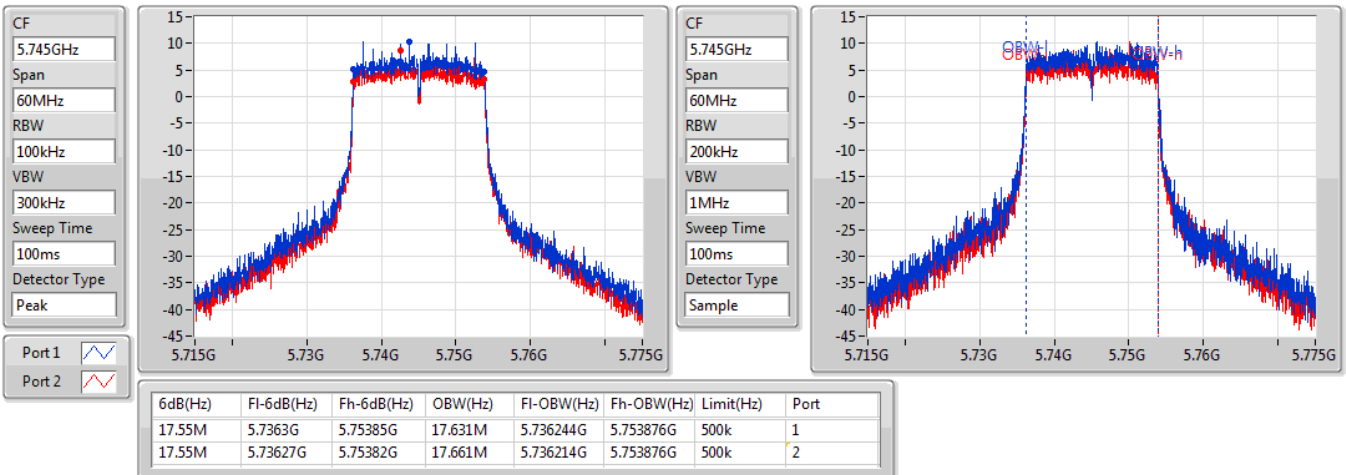 CF
5.745GHz
Span
60MHz
RBW
100kHz
VBW
300kHz
Sweep Time
100ms
Detector Type
Peak
Port 1
Port 2
15
10
5
0
-5
-10
-15
-20
-25
-30
-35
-40
-45
5.715G 5.73G 5.74G 5.75G 5.76G 5.775G
CF
5.745GHz
Span
60MHz
RBW
200kHz
VBW
1MHz
Sweep Time
100ms
Detector Type
Sample
15
10
5
0
-5
-10
-15
-20
-25
-30
-35
-40
-45
OBW-l
OBW-h
5.715G 5.73G 5.74G 5.75G 5.76G 5.775G
6dB(Hz) Fl-6dB(Hz) Fh-6dB(Hz) OBW(Hz) Fl-OBW(Hz) Fh-OBW(Hz) Limit(Hz) Port
17.55M 5.7363G 5.75385G 17.631M 5.736244G 5.753876G 500k 1
17.55M 5.73627G 5.75382G 17.661M 5.736214G 5.753876G 500k 2